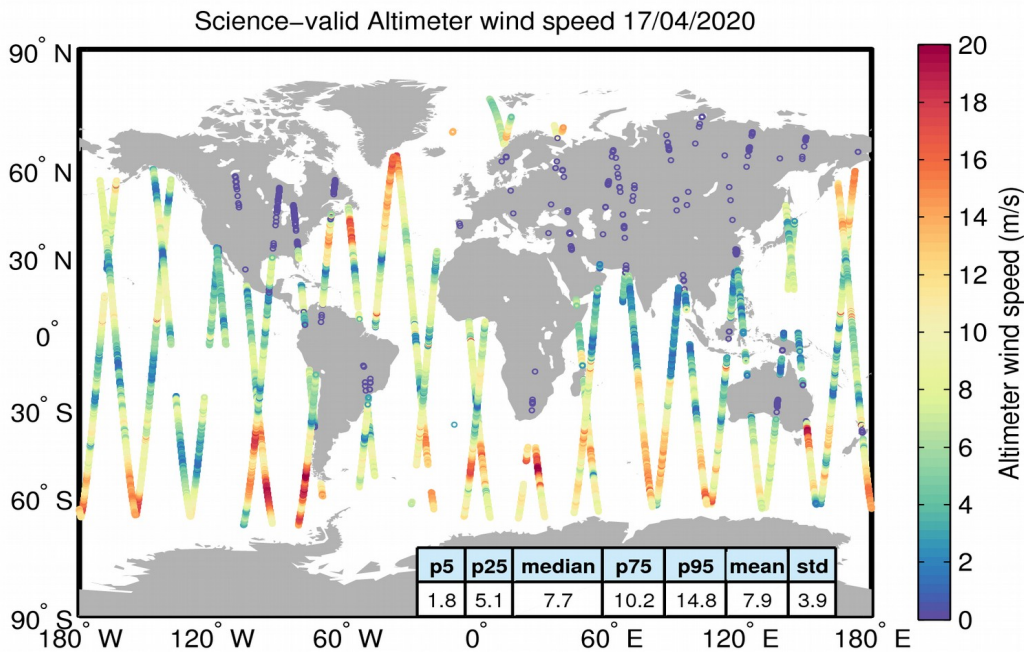 Science−valid Altimeter wind speed 17/04/2020
90° N
60° N
30° N
0°
30° S
60° S
90° S
180° W
120° W
60° W
0°
60° E
120° E
180° E
p5 p25 median p75 p95 mean std
1.8 5.1 7.7 10.2 14.8 7.9 3.9
20
18
16
14
12
10
8
6
4
2
0
Altimeter wind speed (m/s)